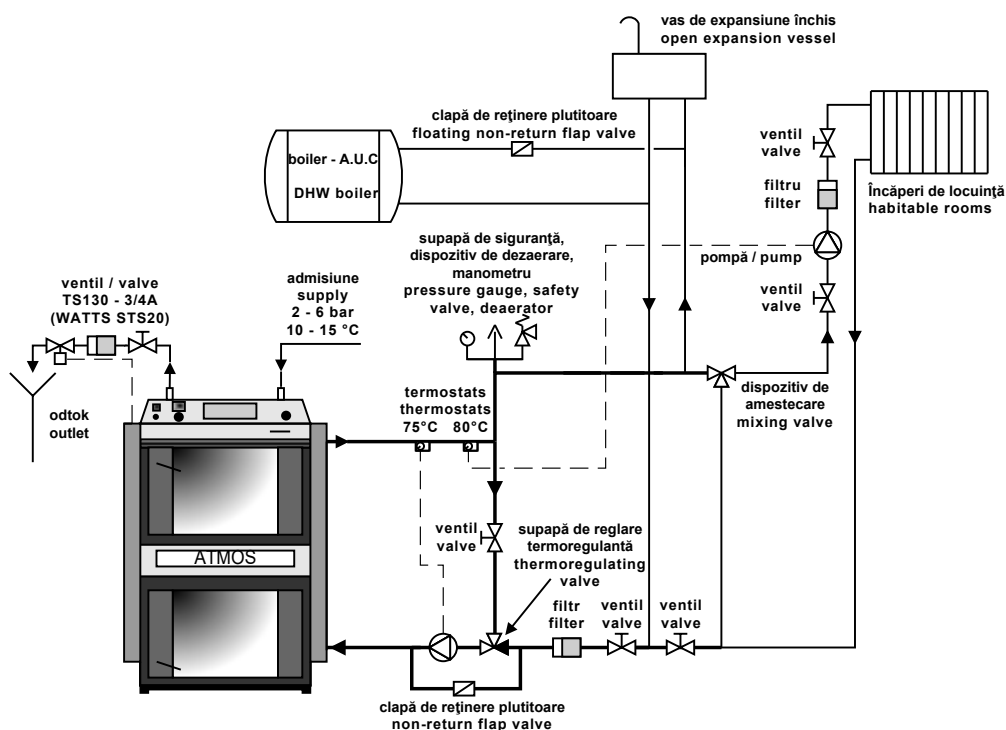 vas de expansiune închis
open expansion vessel
clapă de reţinere plutitoare
floating non-return flap valve
ventil
valve
boiler - A.U.C
DHW boiler
filtru
filter
Încăperi de locuinţă
habitable rooms
supapă de siguranţă,
dispozitiv de dezaerare,
manometru
pressure gauge, safety
valve, deaerator
pompă / pump
ventil / valve
TS130 - 3/4A
(WATTS STS20)
admisiune
supply
2 - 6 bar
10 - 15 °C
ventil
valve
odtok
outlet
termostats
thermostats
75°C 80°C
dispozitiv de
amestecare
mixing valve
ventil
valve
supapă de reglare
termoregulantă
thermoregulating
valve
ATMOS
filtr
filter
ventil
valve
ventil
valve
clapă de reţinere plutitoare
non-return flap valve